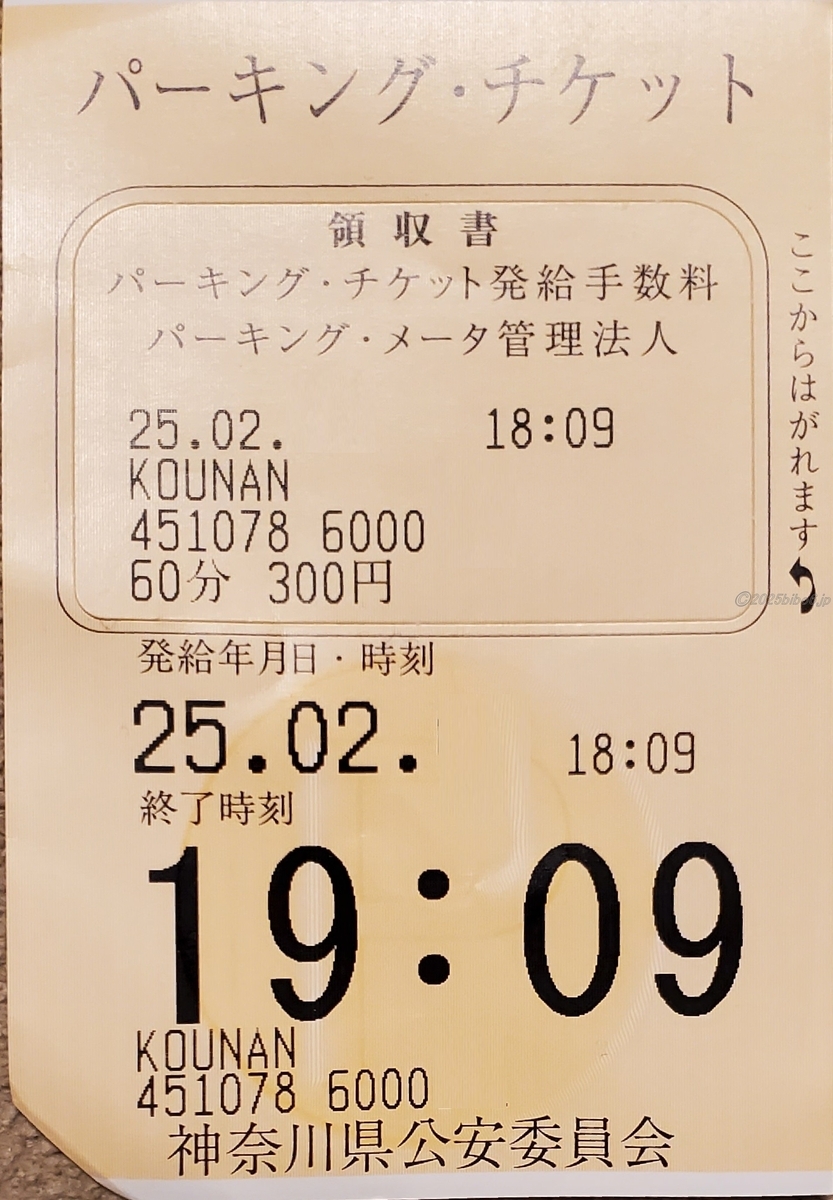 パーキング・チケット
領収書
パーキング・チケット発給手数料
パーキング・メータ管理法人
25.02. 18:09
KOUNAN
451078 6000
60分 300円
ここからはがれます
©2025bibou.jp
発給年月日・時刻
25.02. 18:09
終了時刻
19:09
KOUNAN
451078 6000
神奈川県公安委員会